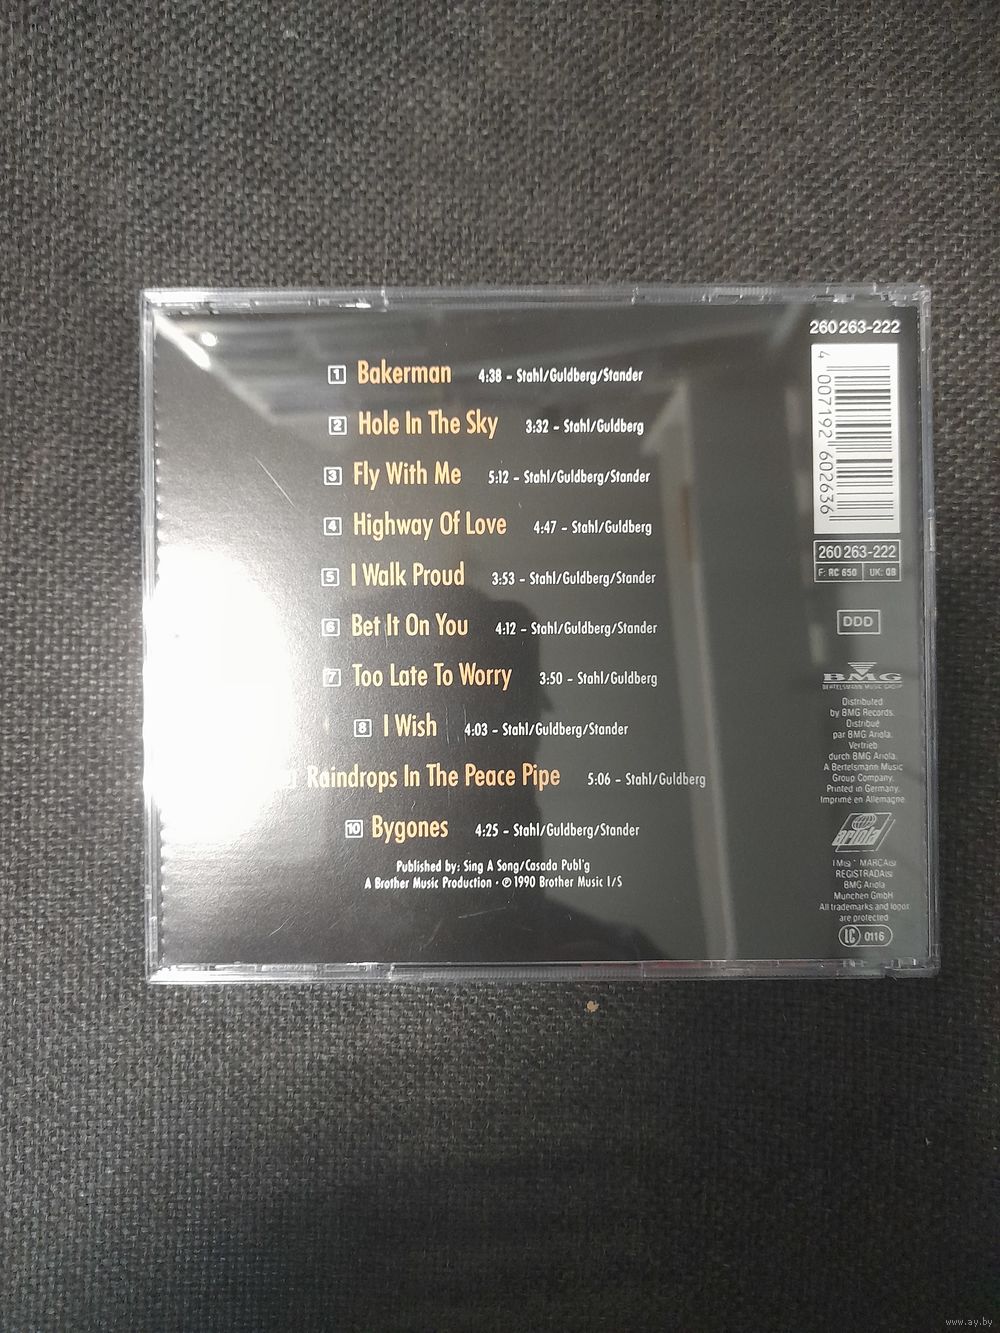 1 Bakerman 4:38 – Stahl/Guldberg/Stander
2 Hole In The Sky 3:32 – Stahl/Guldberg
3 Fly With Me 5:12 – Stahl/Guldberg/Stander
4 Highway Of Love 4:47 – Stahl/Guldberg
5 I Walk Proud 3:53 – Stahl/Guldberg/Stander
6 Bet It On You 4:12 – Stahl/Guldberg/Stander
7 Too Late To Worry 3:50 – Stahl/Guldberg
8 I Wish 4:03 – Stahl/Guldberg/Stander
Raindrops In The Peace Pipe 5:06 – Stahl/Guldberg
10 Bygones 4:25 – Stahl/Guldberg/Stander
Published by: Sing A Song/Casada Publ'g
A Brother Music Production · ℗ 1990 Brother Music I/S
260 263-222
4 007192 602636
260 263-222
F: RC 650 UK: GB
DDD
BMG
BERTELSMANN MUSIC GROUP
Distributed
by BMG Records.
Distribué
par BMG Ariola.
Vertrieb
durch BMG Ariola.
A Bertelsmann Music
Group Company.
Printed in Germany.
Imprimé en Allemagne.
ariola
MARCA(s)
REGISTRADA(s)
BMG Ariola
München GmbH
All trademarks and logos
are protected
LC 0116
www.ay.by